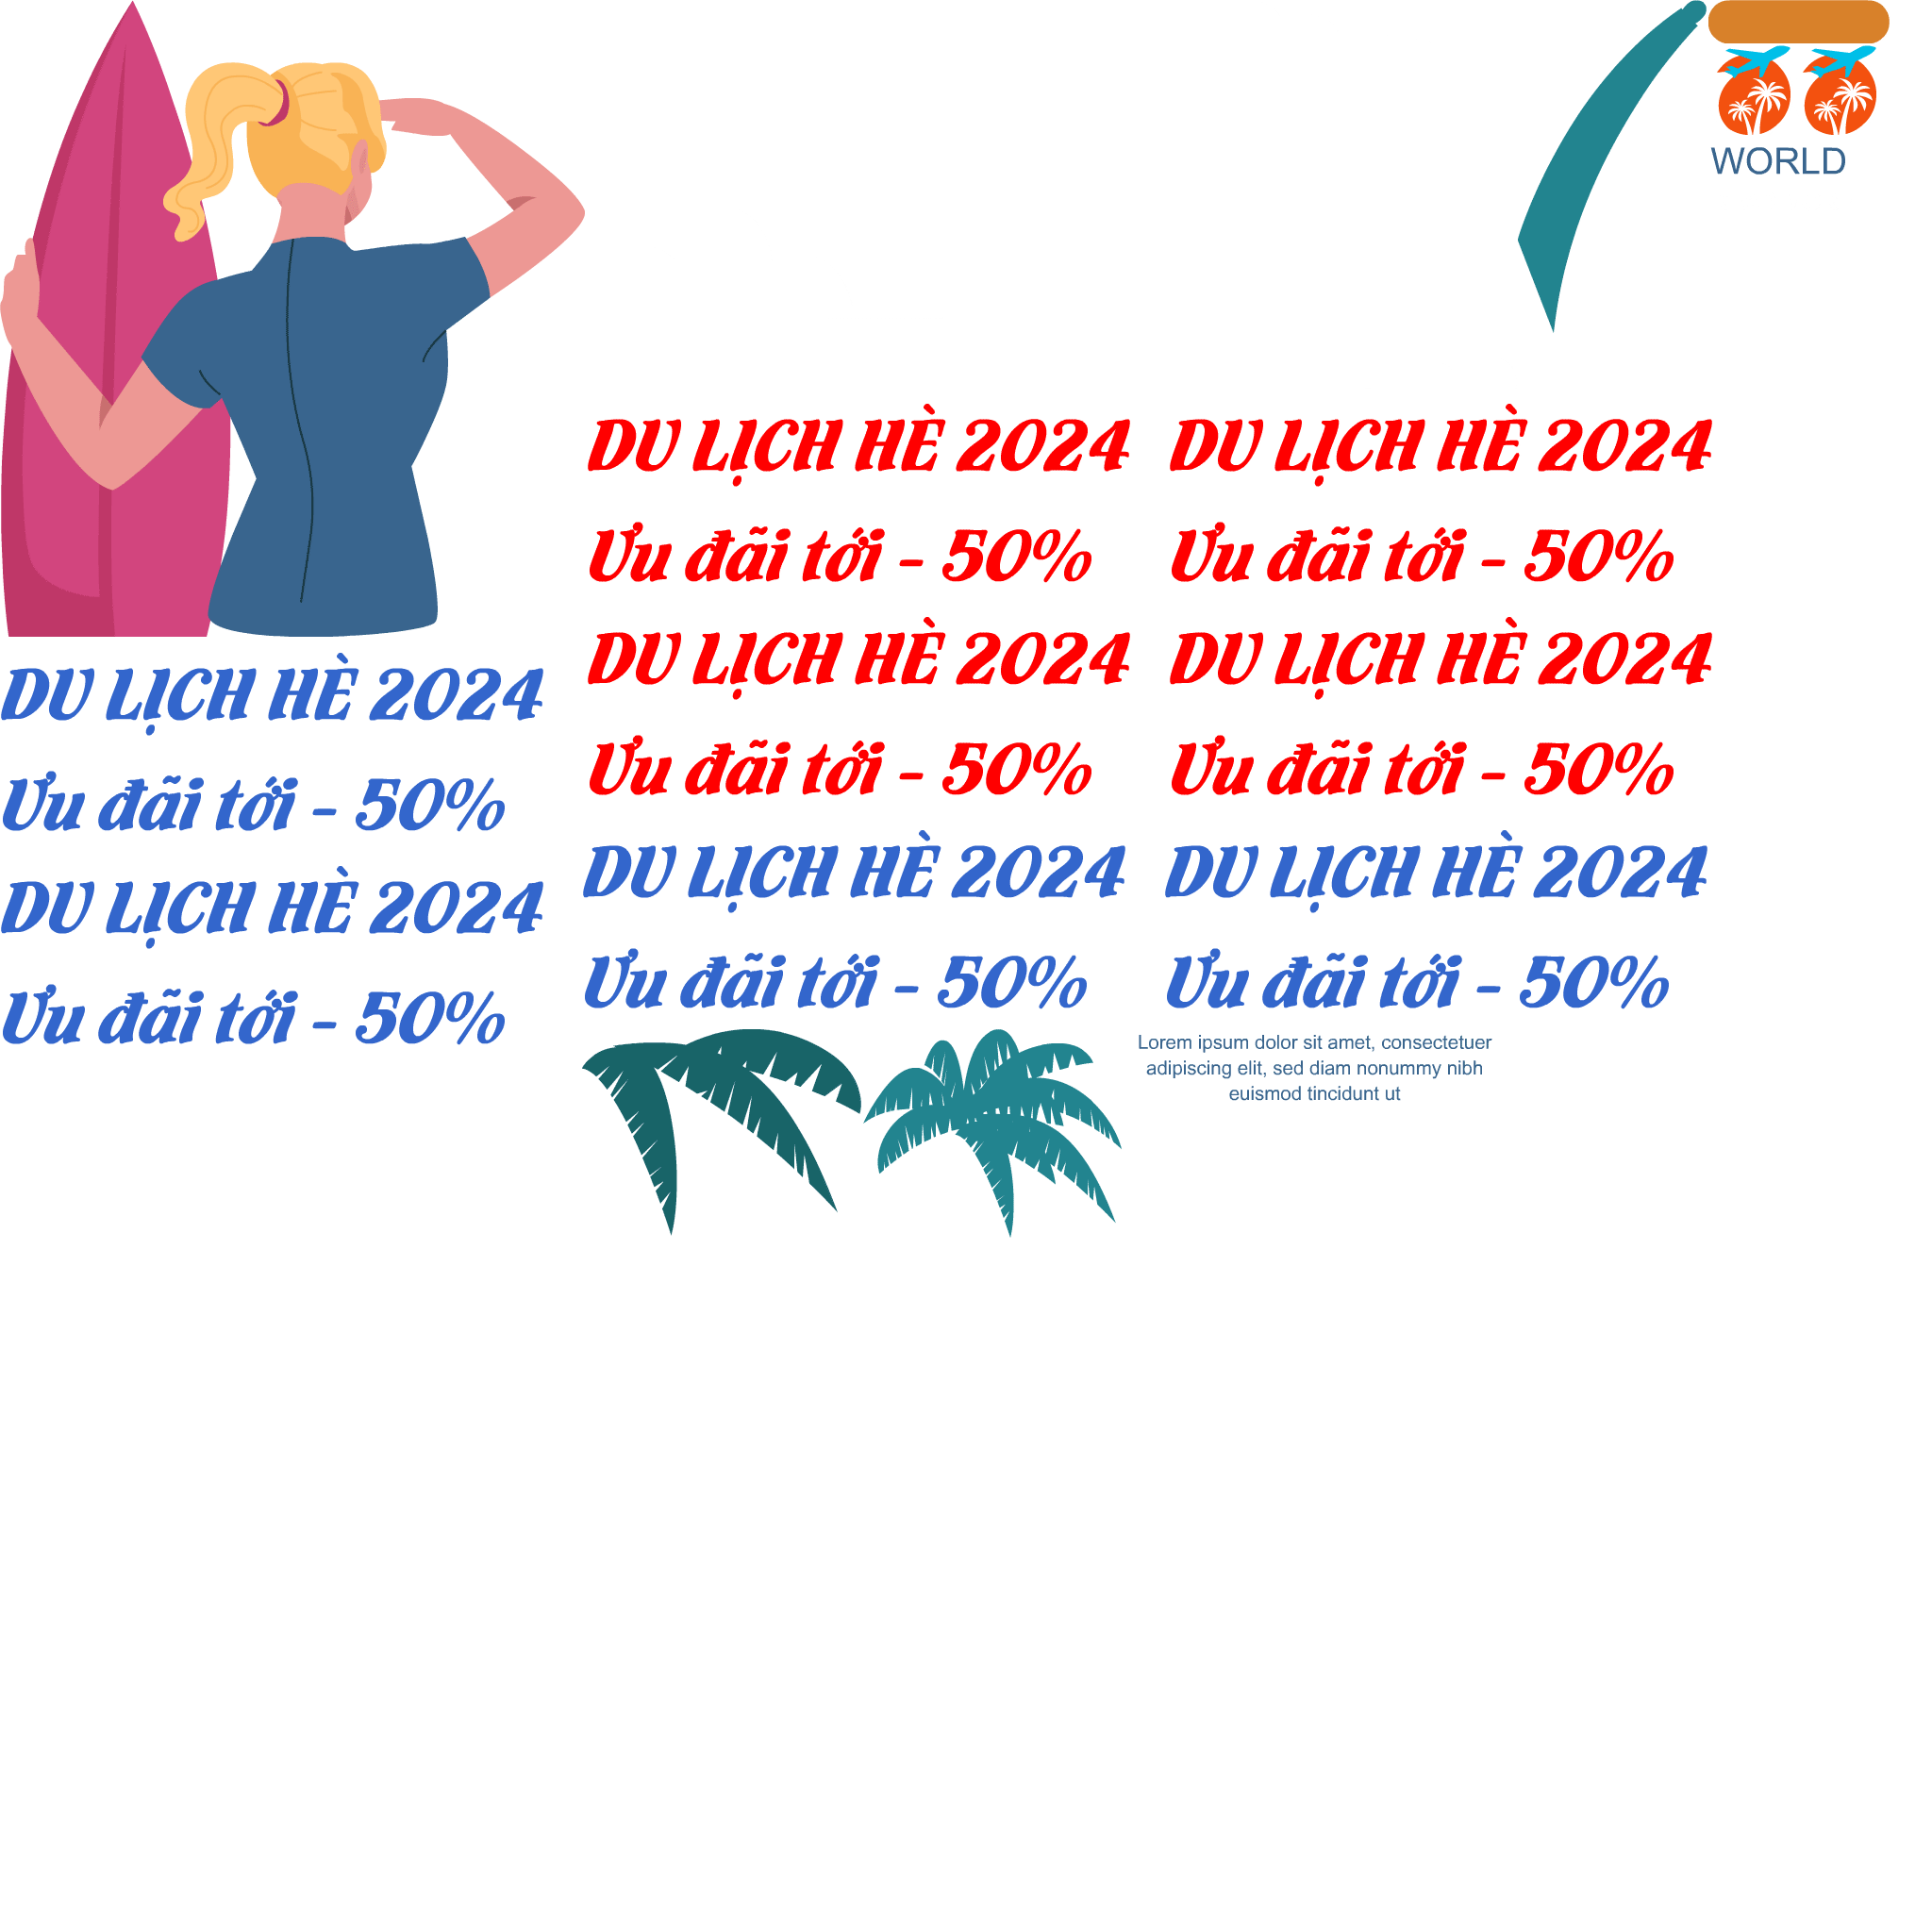 WORLD
DU LỊCH HÈ 2024
Ưu đãi tới - 50%
DU LỊCH HÈ 2024
Ưu đãi tới - 50%
DU LỊCH HÈ 2024
Ưu đãi tới - 50%
DU LỊCH HÈ 2024
Ưu đãi tới - 50%
DU LỊCH HÈ 2024
Ưu đãi tới - 50%
DU LỊCH HÈ 2024
Ưu đãi tới - 50%
DU LỊCH HÈ 2024
Ưu đãi tới - 50%
DU LỊCH HÈ 2024
Ưu đãi tới - 50%
Lorem ipsum dolor sit amet, consectetuer
adipiscing elit, sed diam nonummy nibh
euismod tincidunt ut